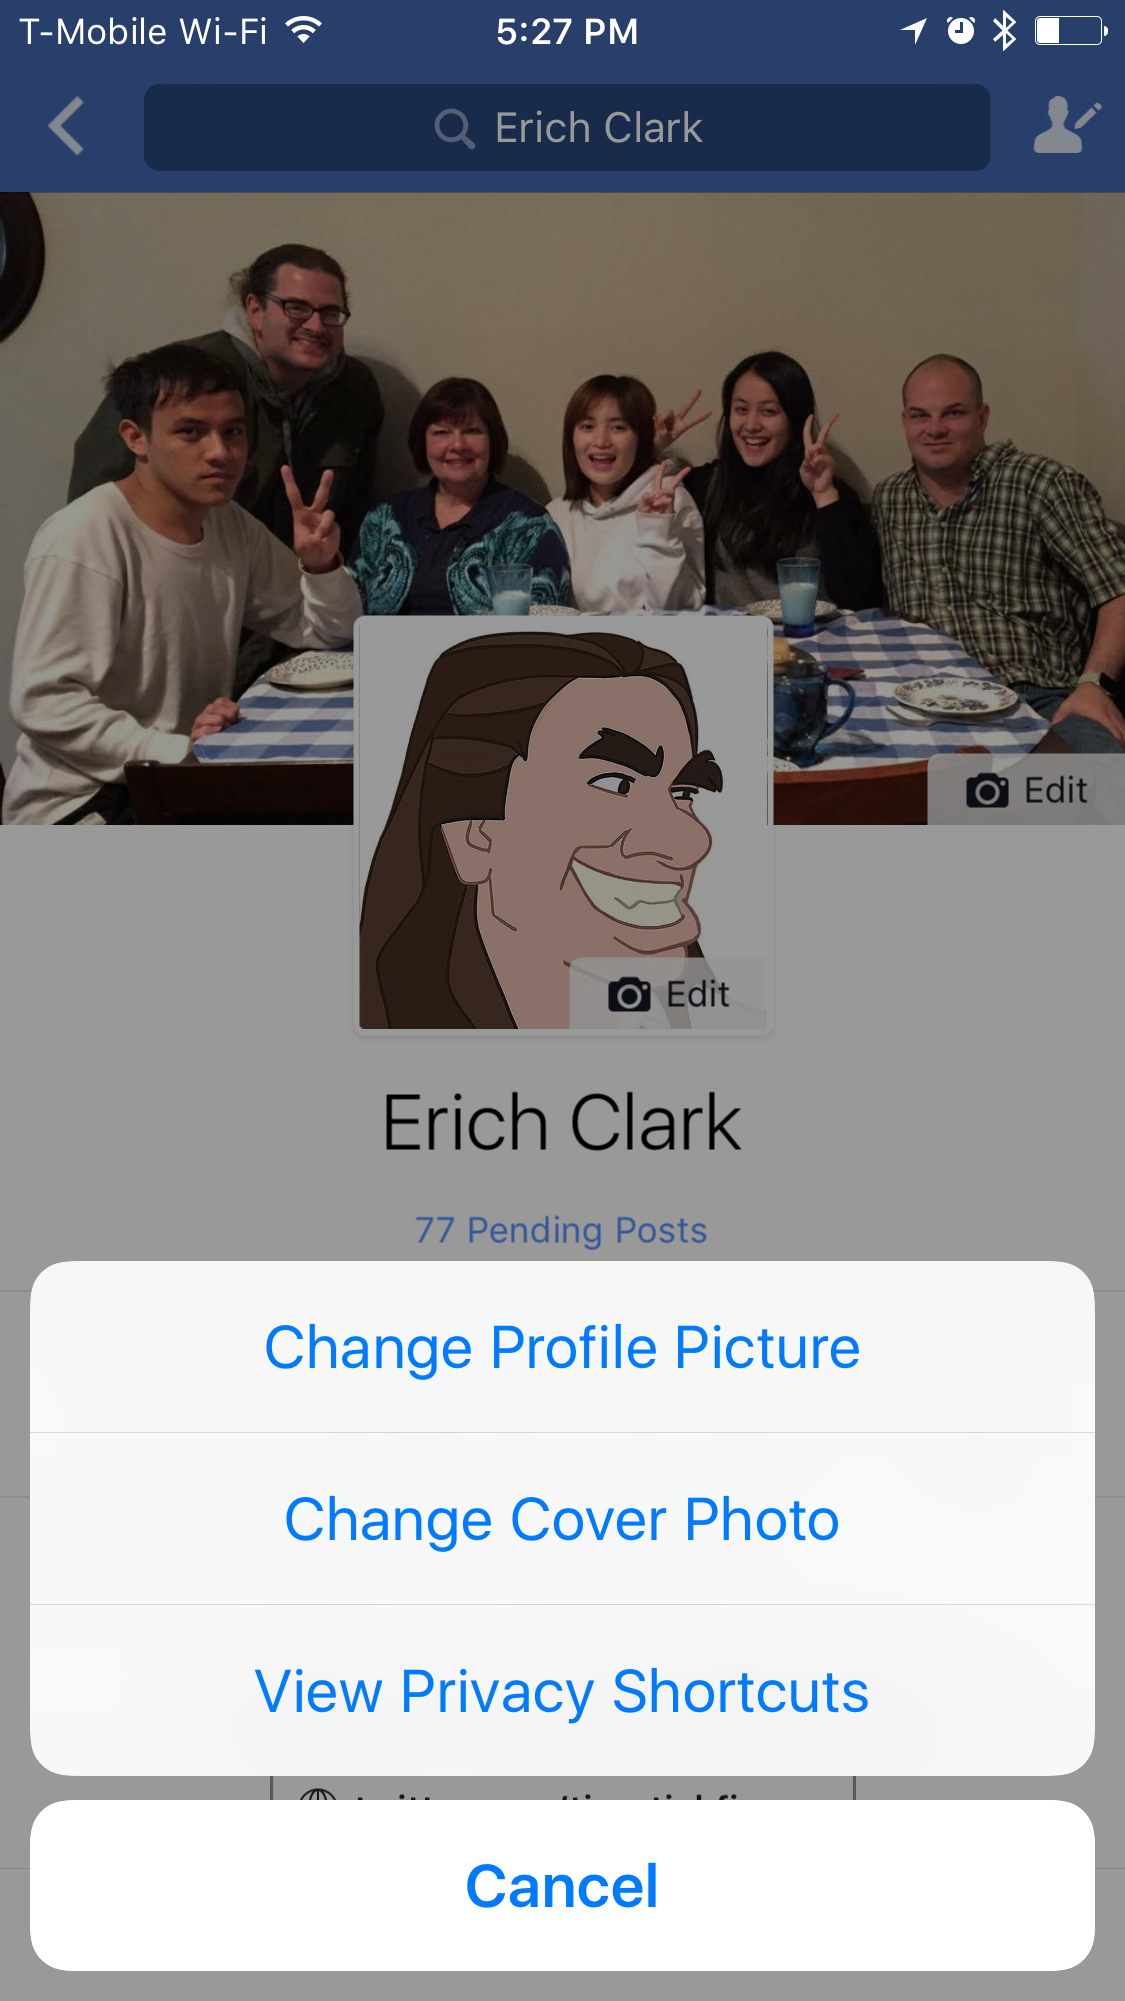 T-Mobile Wi-Fi 5:27 PM
Erich Clark
Edit
Edit
Erich Clark
77 Pending Posts
Change Profile Picture
Change Cover Photo
View Privacy Shortcuts
Cancel